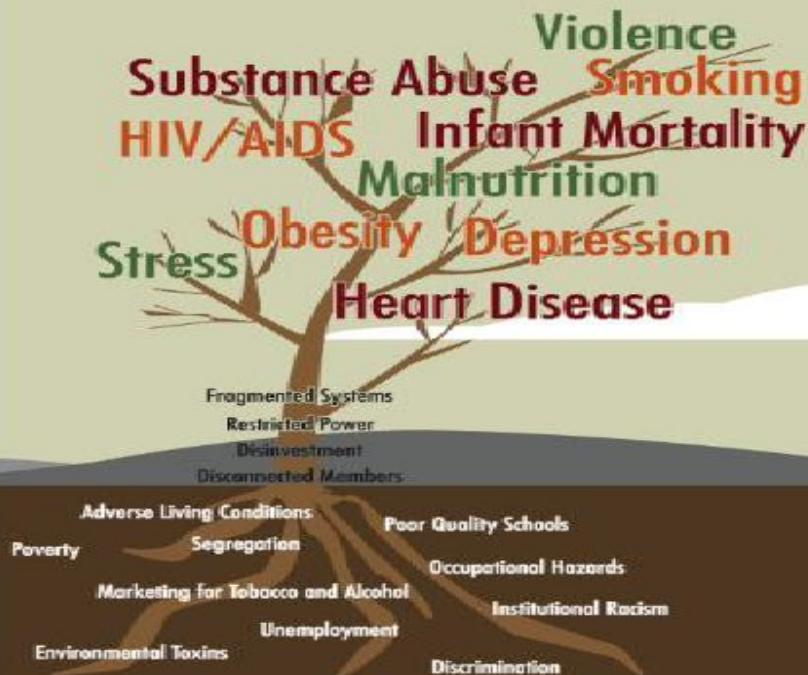 Violence
Substance Abuse
Smoking
HIV/AIDS
Infant Mortality
Malnutrition
Obesity
Depression
Stress
Heart Disease
Fragmented Systems
Restricted Power
Disinvestment
Disconnected Members
Adverse Living Conditions
Poor Quality Schools
Poverty
Segregation
Occupational Hazards
Marketing for Tobacco and Alcohol
Institutional Racism
Unemployment
Environmental Toxins
Discrimination